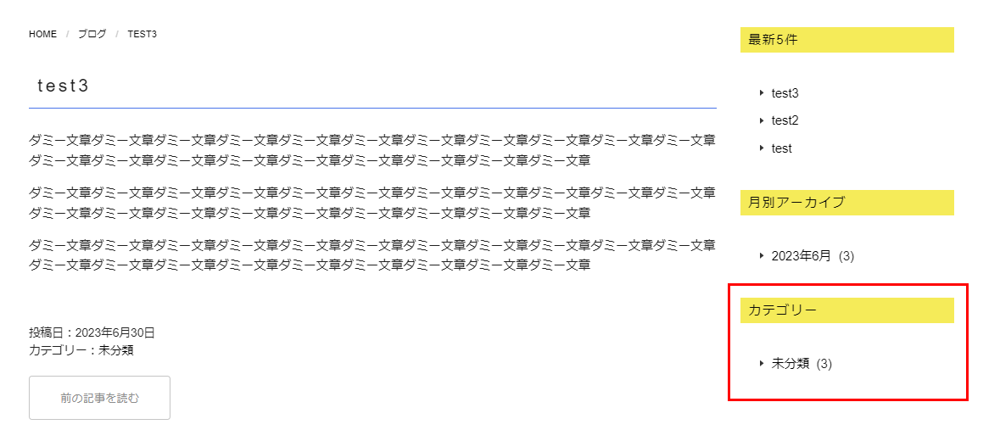 HOME / ブログ / TEST3
test3
ダミー文章ダミー文章ダミー文章ダミー文章ダミー文章ダミー文章ダミー文章ダミー文章ダミー文章ダミー文章ダミー文章
ダミー文章ダミー文章ダミー文章ダミー文章ダミー文章ダミー文章ダミー文章ダミー文章ダミー文章
ダミー文章ダミー文章ダミー文章ダミー文章ダミー文章ダミー文章ダミー文章ダミー文章ダミー文章ダミー文章ダミー文章
ダミー文章ダミー文章ダミー文章ダミー文章ダミー文章ダミー文章ダミー文章ダミー文章ダミー文章
ダミー文章ダミー文章ダミー文章ダミー文章ダミー文章ダミー文章ダミー文章ダミー文章ダミー文章ダミー文章ダミー文章
ダミー文章ダミー文章ダミー文章ダミー文章ダミー文章ダミー文章ダミー文章ダミー文章ダミー文章
投稿日：2023年6月30日
カテゴリー：未分類
前の記事を読む
最新5件
test3
test2
test
月別アーカイブ
2023年6月 (3)
カテゴリー
未分類 (3)